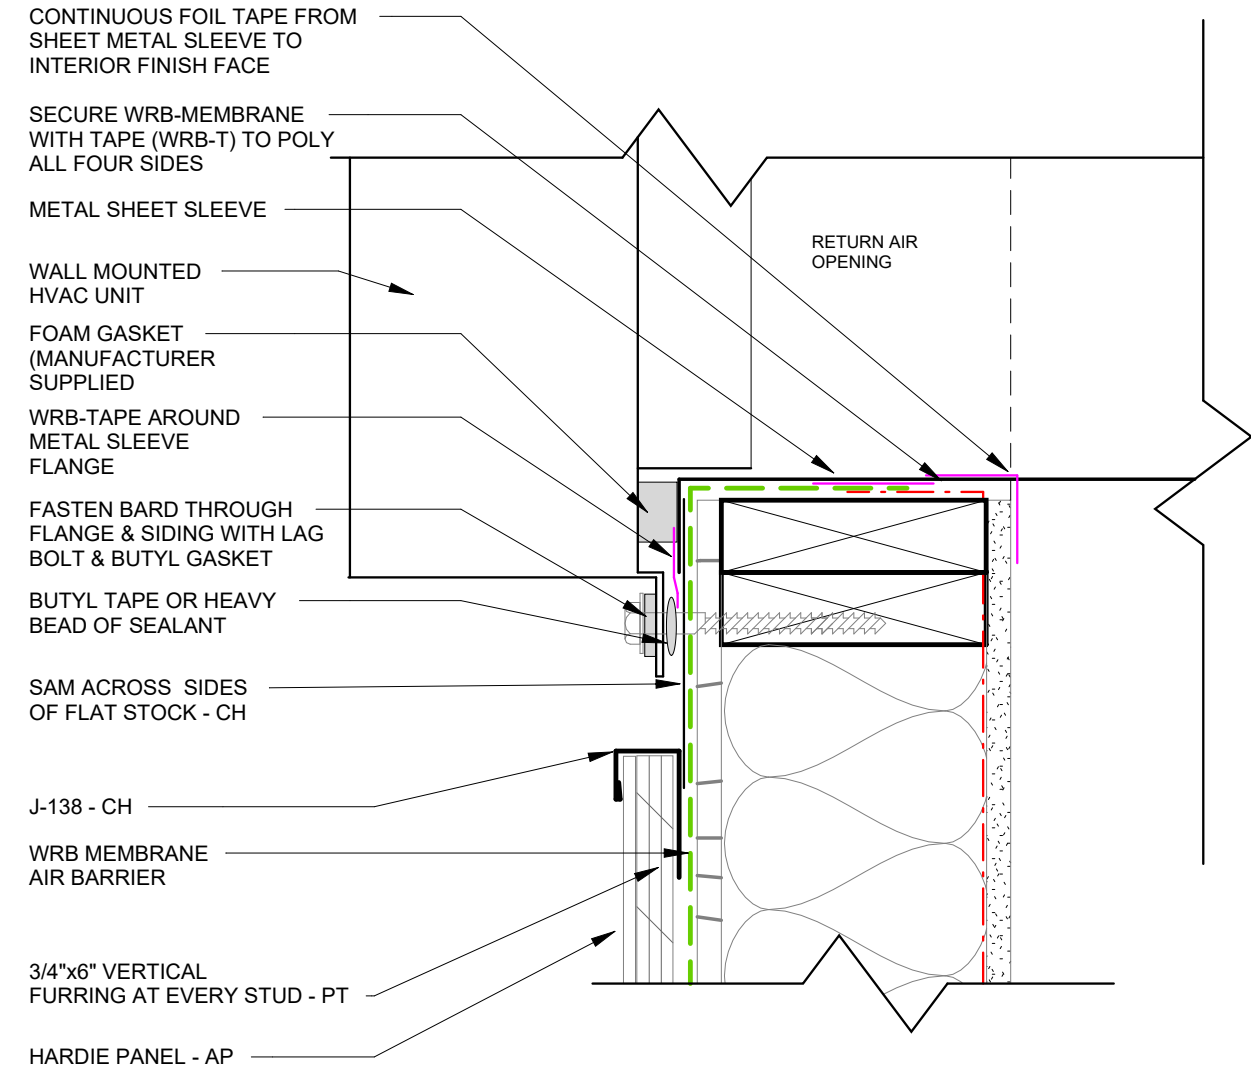 CONTINUOUS FOIL TAPE FROM
SHEET METAL SLEEVE TO
INTERIOR FINISH FACE
SECURE WRB-MEMBRANE
WITH TAPE (WRB-T) TO POLY
ALL FOUR SIDES
METAL SHEET SLEEVE
RETURN AIR
OPENING
WALL MOUNTED
HVAC UNIT
FOAM GASKET
(MANUFACTURER
SUPPLIED
WRB-TAPE AROUND
METAL SLEEVE
FLANGE
FASTEN BARD THROUGH
FLANGE & SIDING WITH LAG
BOLT & BUTYL GASKET
BUTYL TAPE OR HEAVY
BEAD OF SEALANT
SAM ACROSS  SIDES
OF FLAT STOCK - CH
J-138 - CH
WRB MEMBRANE
AIR BARRIER
3/4"x6" VERTICAL
FURRING AT EVERY STUD - PT
HARDIE PANEL - AP